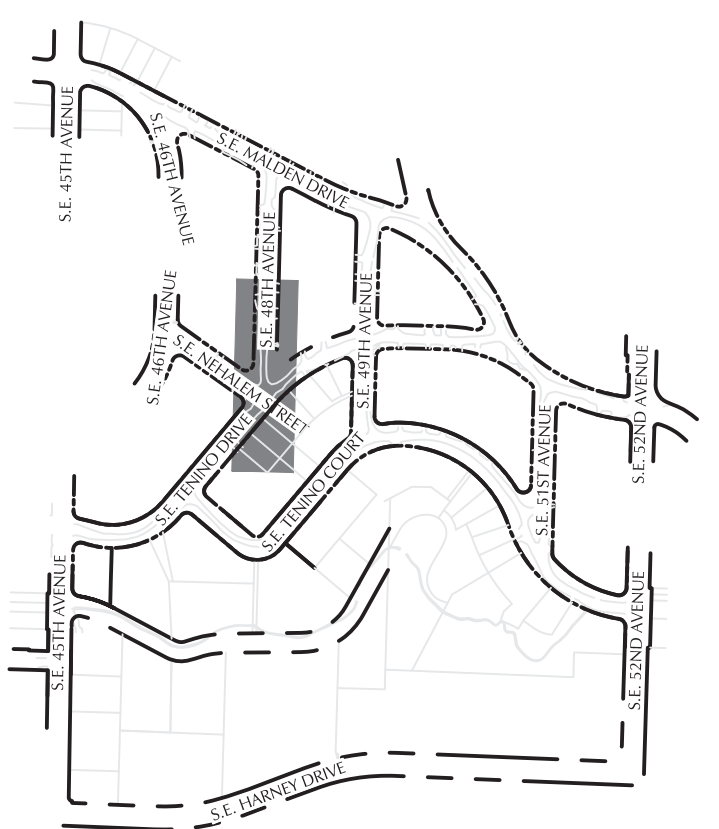 S.E. 45TH AVENUE
S.E. 46TH AVENUE
S.E. MALDEN DRIVE
S.E. 48TH AVENUE
S.E. 46TH AVENUE
S.E. 49TH AVENUE
S.E. NEHALEM STREET
S.E. 52ND AVENUE
S.E. TENINO DRIVE
S.E. TENINO COURT
S.E. 51ST AVENUE
S.E. 45TH AVENUE
S.E. 52ND AVENUE
S.E. HARNEY DRIVE